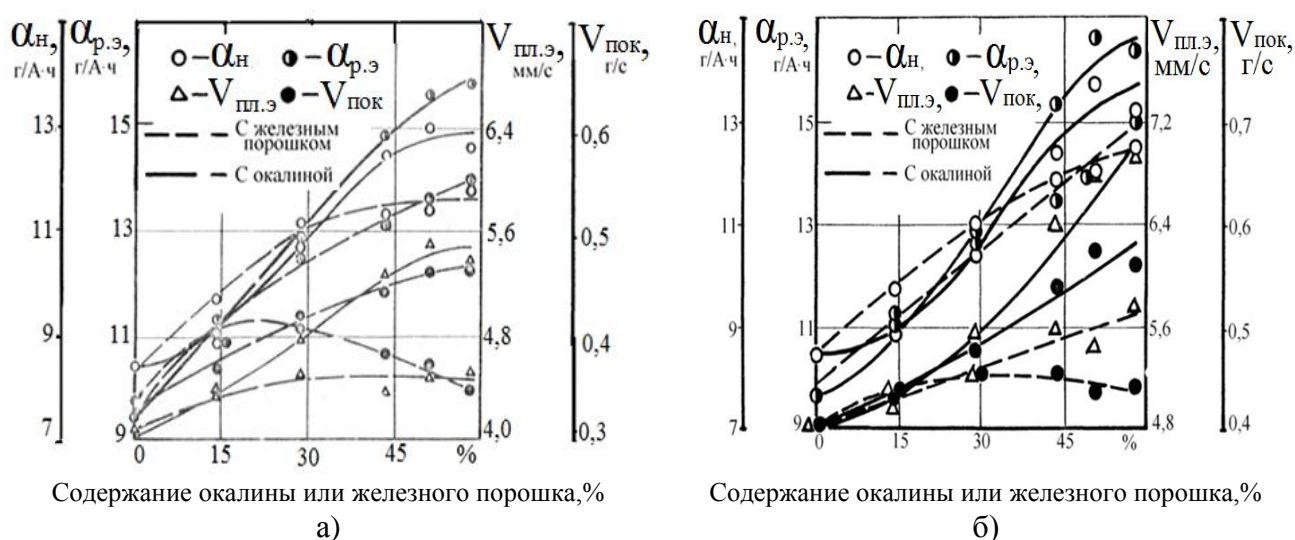 αн, αр.э, Vпл.э, Vпок,
г/А·ч г/А·ч мм/с г/с
○–αн ◑–αр.э
△–Vпл.э ●–Vпок
С железным
порошком
С окалиной
13 15 6,4 0,6
11 13 5,6 0,5
9 11 4,8 0,4
7 9 4,0 0,3
0 15 30 45 %
Содержание окалины или железного порошка,%
а)
αн, αр.э, Vпл.э, Vпок,
г/А·ч г/А·ч мм/с г/с
○–αн, ◑–αр.э,
△–Vпл.э, ●–Vпок,
С железным
порошком
С окалиной
13 15 7,2 0,7
11 13 6,4 0,6
9 11 5,6 0,5
7 9 4,8 0,4
0 15 30 45 %
Содержание окалины или железного порошка,%
б)